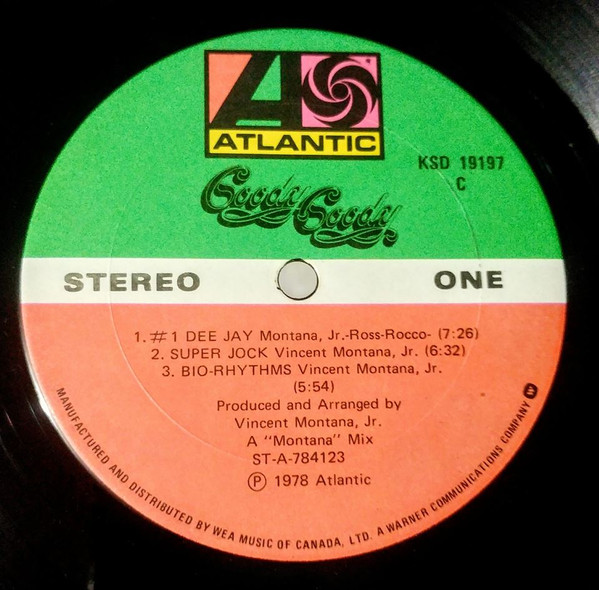 ATLANTIC
KSD 19197
C
Goody Goody
STEREO
ONE
1. #1 DEE JAY Montana, Jr.-Ross-Rocco- (7:26)
2. SUPER JOCK Vincent Montana, Jr. (6:32)
3. BIO-RHYTHMS Vincent Montana, Jr.
(5:54)
Produced and Arranged by
Vincent Montana, Jr.
A "Montana" Mix
ST-A-784123
Ⓟ 1978 Atlantic
MANUFACTURED AND DISTRIBUTED BY WEA MUSIC OF CANADA, LTD. A WARNER COMMUNICATIONS COMPANY